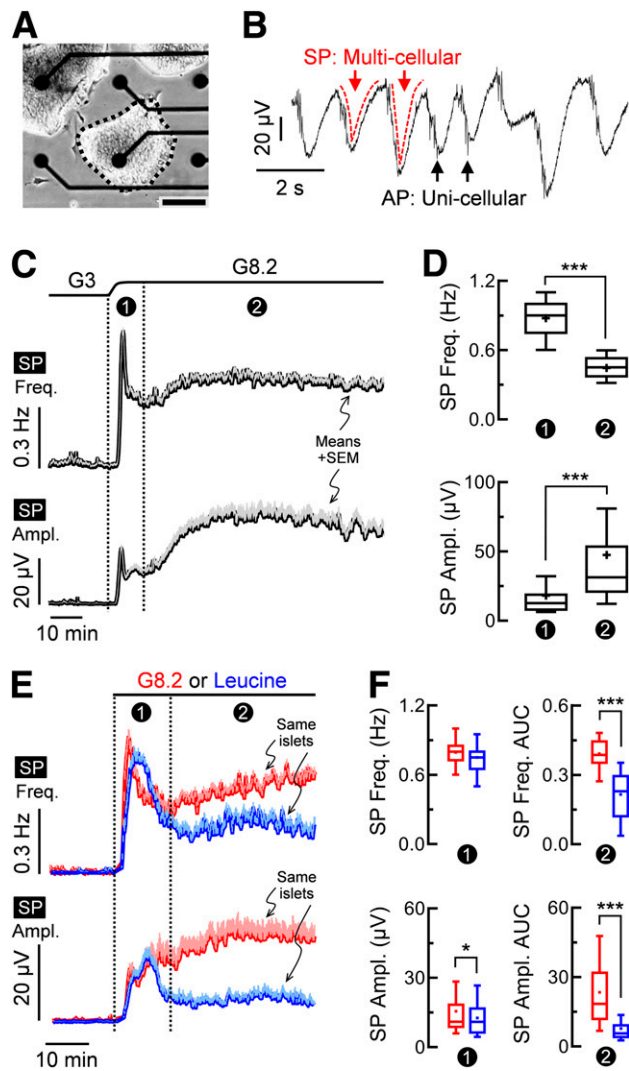 A
B
SP: Multi-cellular
20 μV
2 s
AP: Uni-cellular
C
G3
G8.2
1
2
SP
Freq.
0.3 Hz
Means
+SEM
SP
Ampl.
20 μV
10 min
D
SP Freq. (Hz)
1.2
0.6
0.0
***
1
2
SP Ampl. (μV)
100
50
0
***
1
2
E
G8.2 or Leucine
1
2
Same
islets
SP
Freq.
0.3 Hz
Same
islets
SP
Ampl.
20 μV
10 min
F
SP Freq. (Hz)
1.2
0.6
0.0
1
SP Freq. AUC
0.6
0.3
0.0
***
2
SP Ampl. (μV)
60
30
0
*
1
SP Ampl. AUC
60
30
0
***
2